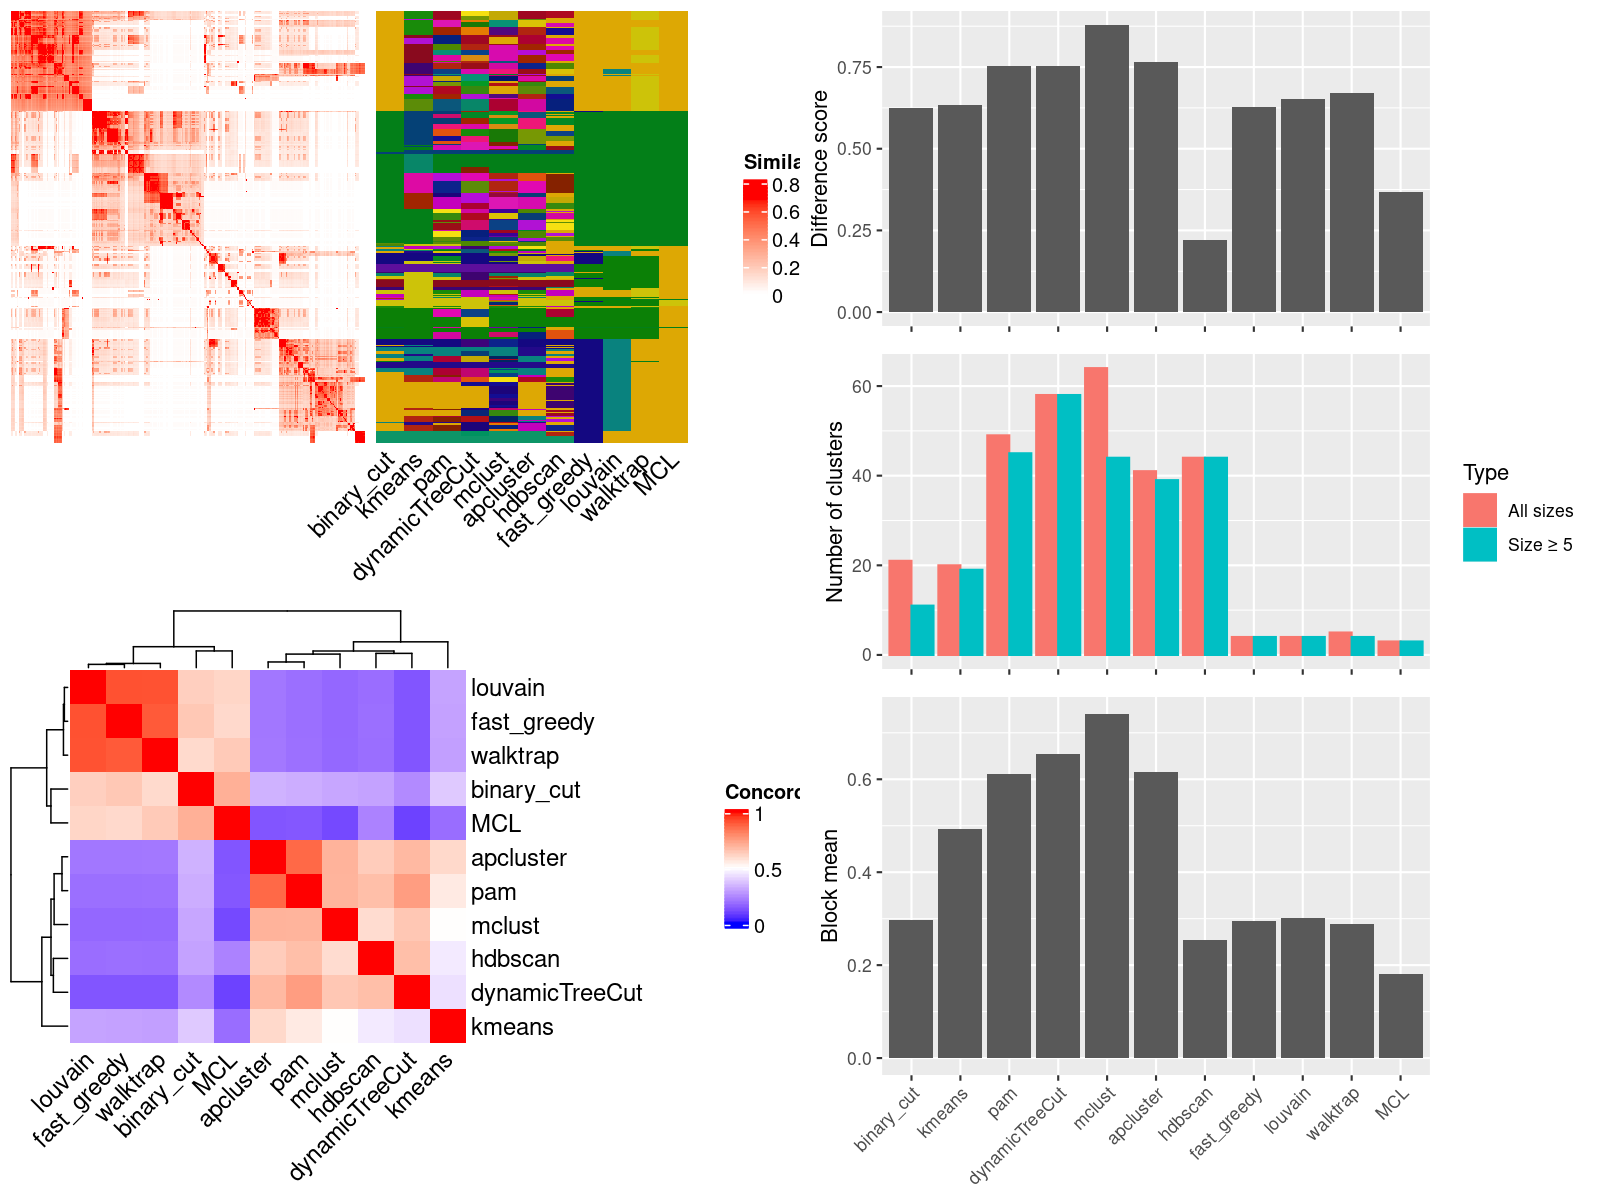 Simila
0.8
0.6
0.4
0.2
0
binary_cut
kmeans
pam
dynamicTreeCut
mclust
apcluster
hdbscan
fast_greedy
louvain
walktrap
MCL
Difference score
0.75
0.50
0.25
0.00
Number of clusters
60
40
20
0
Type
All sizes
Size ≥ 5
louvain
fast_greedy
walktrap
binary_cut
MCL
apcluster
pam
mclust
hdbscan
dynamicTreeCut
kmeans
louvain
fast_greedy
walktrap
binary_cut
MCL
apcluster
pam
mclust
hdbscan
dynamicTreeCut
kmeans
Concor
1
0.5
0
Block mean
0.6
0.4
0.2
0.0
binary_cut
kmeans
pam
dynamicTreeCut
mclust
apcluster
hdbscan
fast_greedy
louvain
walktrap
MCL